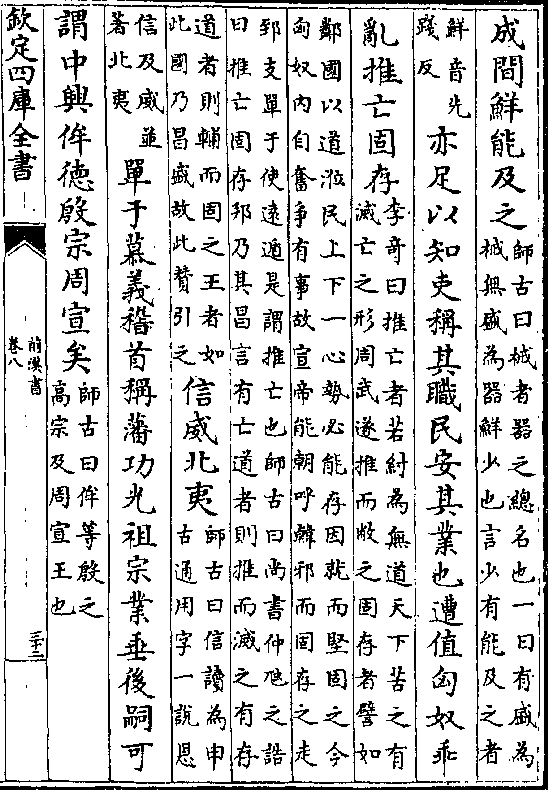 成間鮮能及之師古曰械者器之總名也一曰有盛為
械無盛為器鮮少也言少有能及之者
鮮音先
踐反亦足以知吏稱其職民安其業也遭值匈奴乖
亂推亡固存李奇曰推亡者若紂為無道天下苦之有
滅亡之形周武遂推而敝之固存者譬如
鄰國以道涖民上下一心勢必能存因就而堅固之今
匈奴内自奮爭有事故宣帝能朝呼韓邪而固存之走
郅支單于使遠遁是謂推亡也師古曰尚書仲虺之誥
曰推亡固存邦乃其昌言有亡道者則推而滅之有存
道者則輔而固之王者如
此國乃昌盛故此贊引之信威北夷師古曰信讀為申
古通用字一說恩
信及威並
著北夷單于慕義稽首稱藩功光祖宗業垂後嗣可
謂中興侔德殷宗周宣矣師古曰侔等殷之
高宗及周宣王也
欽定四庫全書
前漢書
卷八
三十二